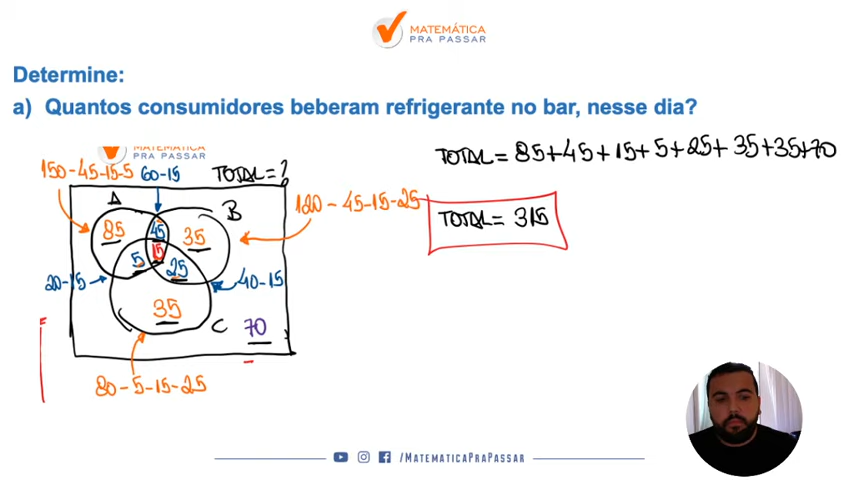 MATEMÁTICA
PRA PASSAR
Determine:
a) Quantos consumidores beberam refrigerante no bar, nesse dia?
MATEMÁTICA
PRA PASSAR
150-45-15-5
60-15
TOTAL = ?
A
B
85
45
35
15
5
25
35
C
70
20-15
40-15
120 - 45-15-25
80 - 5 -15 - 25
TOTAL = 85+45+15+5+25+35+35+70
TOTAL = 315
/MATEMATICAPRAPASSAR